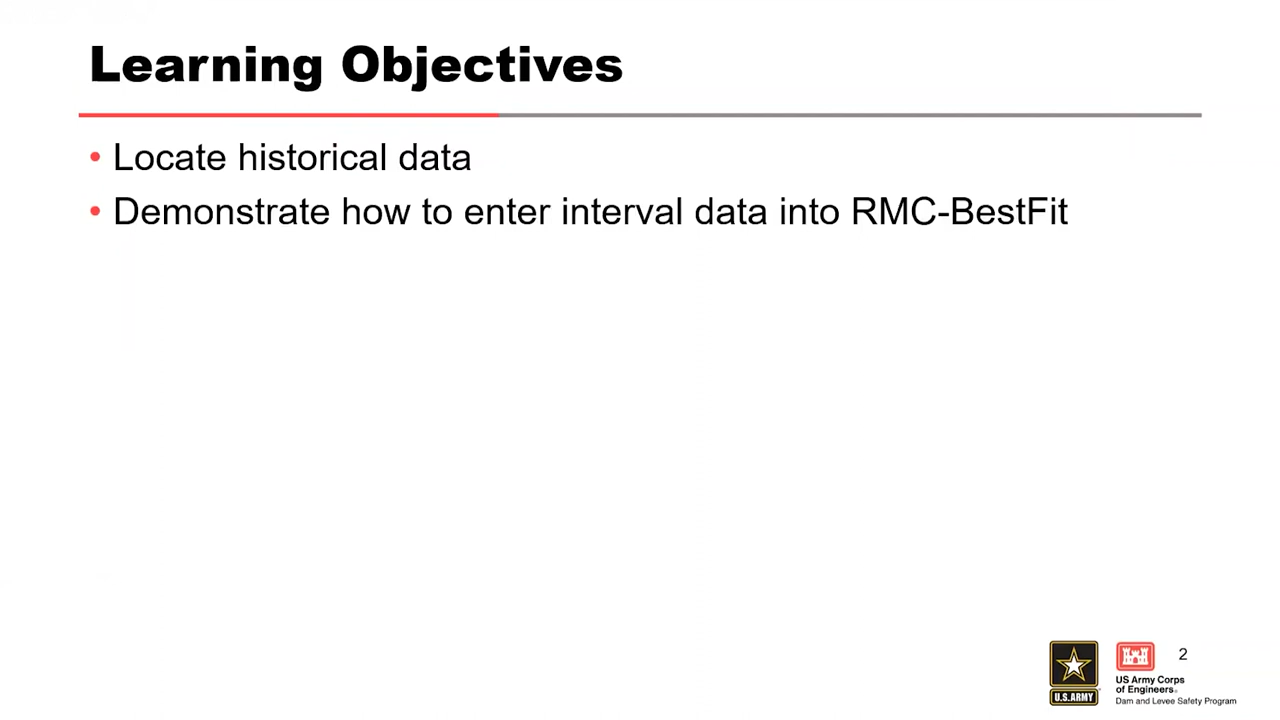 Learning Objectives
• Locate historical data
• Demonstrate how to enter interval data into RMC-BestFit
2
U.S.ARMY
US Army Corps
of Engineers®
Dam and Levee Safety Program